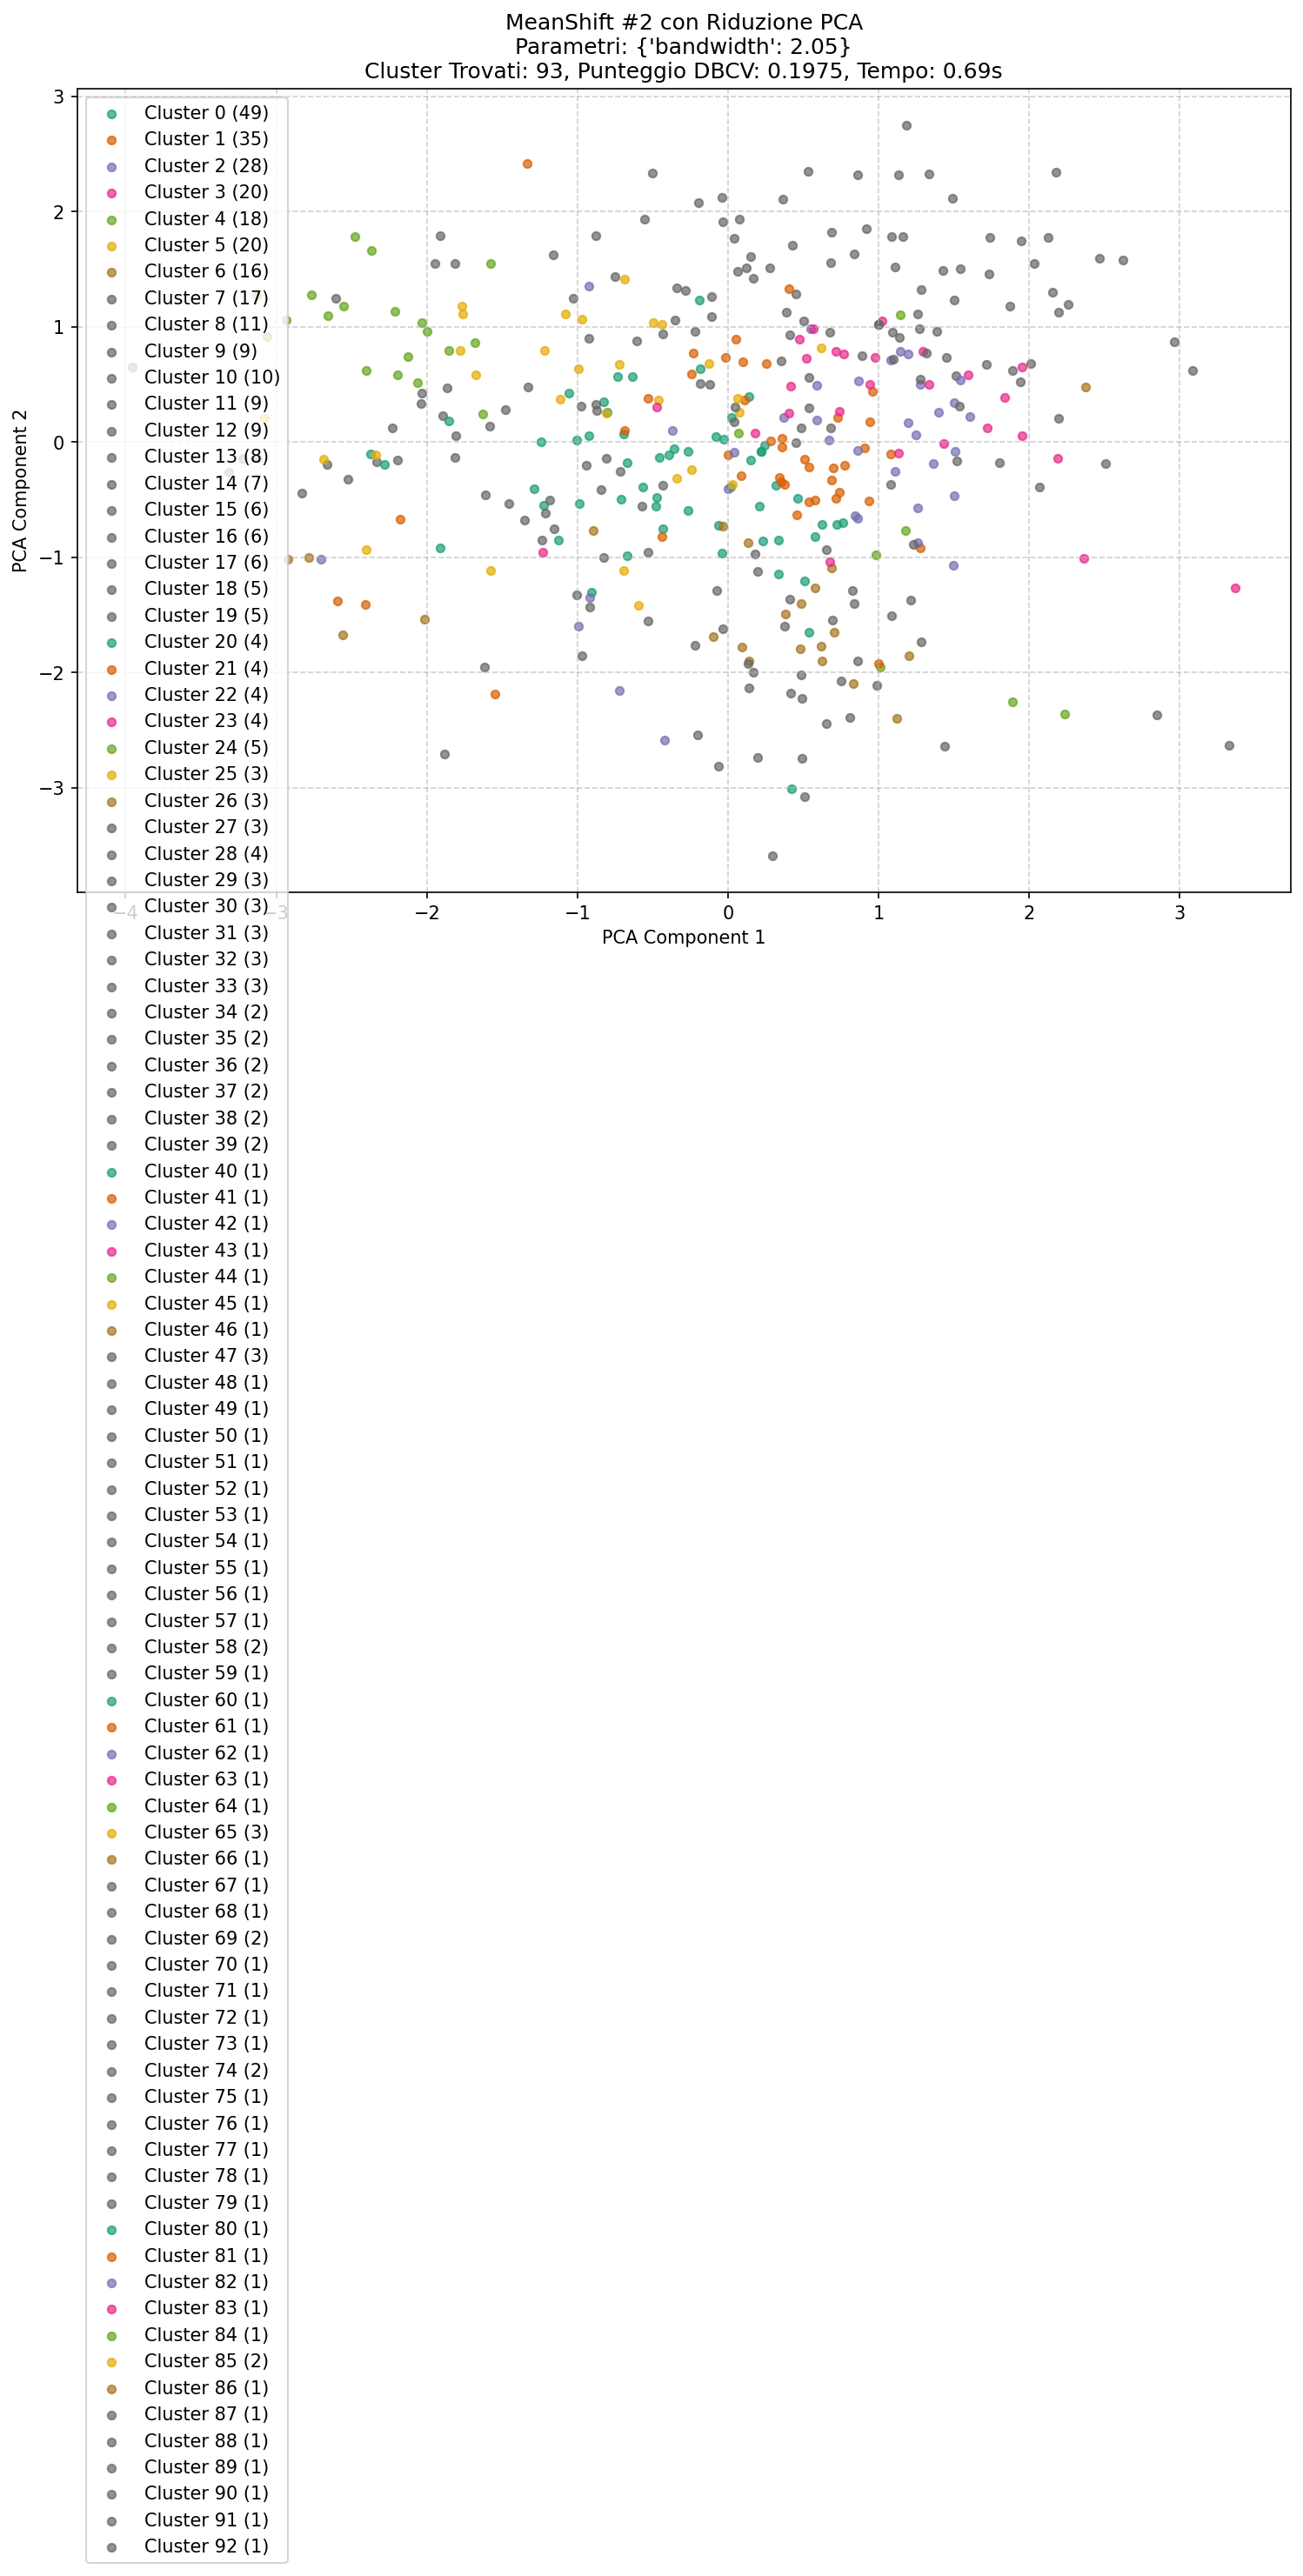 MeanShift #2 con Riduzione PCA
Parametri: {'bandwidth': 2.05}
Cluster Trovati: 93, Punteggio DBCV: 0.1975, Tempo: 0.69s
3
2
1
0
−1
−2
−3
PCA Component 2
Cluster 0 (49)
Cluster 1 (35)
Cluster 2 (28)
Cluster 3 (20)
Cluster 4 (18)
Cluster 5 (20)
Cluster 6 (16)
Cluster 7 (17)
Cluster 8 (11)
Cluster 9 (9)
Cluster 10 (10)
Cluster 11 (9)
Cluster 12 (9)
Cluster 13 (8)
Cluster 14 (7)
Cluster 15 (6)
Cluster 16 (6)
Cluster 17 (6)
Cluster 18 (5)
Cluster 19 (5)
Cluster 20 (4)
Cluster 21 (4)
Cluster 22 (4)
Cluster 23 (4)
Cluster 24 (5)
Cluster 25 (3)
Cluster 26 (3)
Cluster 27 (3)
Cluster 28 (4)
Cluster 29 (3)
Cluster 30 (3)
Cluster 31 (3)
Cluster 32 (3)
Cluster 33 (3)
Cluster 34 (2)
Cluster 35 (2)
Cluster 36 (2)
Cluster 37 (2)
Cluster 38 (2)
Cluster 39 (2)
Cluster 40 (1)
Cluster 41 (1)
Cluster 42 (1)
Cluster 43 (1)
Cluster 44 (1)
Cluster 45 (1)
Cluster 46 (1)
Cluster 47 (3)
Cluster 48 (1)
Cluster 49 (1)
Cluster 50 (1)
Cluster 51 (1)
Cluster 52 (1)
Cluster 53 (1)
Cluster 54 (1)
Cluster 55 (1)
Cluster 56 (1)
Cluster 57 (1)
Cluster 58 (2)
Cluster 59 (1)
Cluster 60 (1)
Cluster 61 (1)
Cluster 62 (1)
Cluster 63 (1)
Cluster 64 (1)
Cluster 65 (3)
Cluster 66 (1)
Cluster 67 (1)
Cluster 68 (1)
Cluster 69 (2)
Cluster 70 (1)
Cluster 71 (1)
Cluster 72 (1)
Cluster 73 (1)
Cluster 74 (2)
Cluster 75 (1)
Cluster 76 (1)
Cluster 77 (1)
Cluster 78 (1)
Cluster 79 (1)
Cluster 80 (1)
Cluster 81 (1)
Cluster 82 (1)
Cluster 83 (1)
Cluster 84 (1)
Cluster 85 (2)
Cluster 86 (1)
Cluster 87 (1)
Cluster 88 (1)
Cluster 89 (1)
Cluster 90 (1)
Cluster 91 (1)
Cluster 92 (1)
−4 −3 −2 −1 0 1 2 3
PCA Component 1